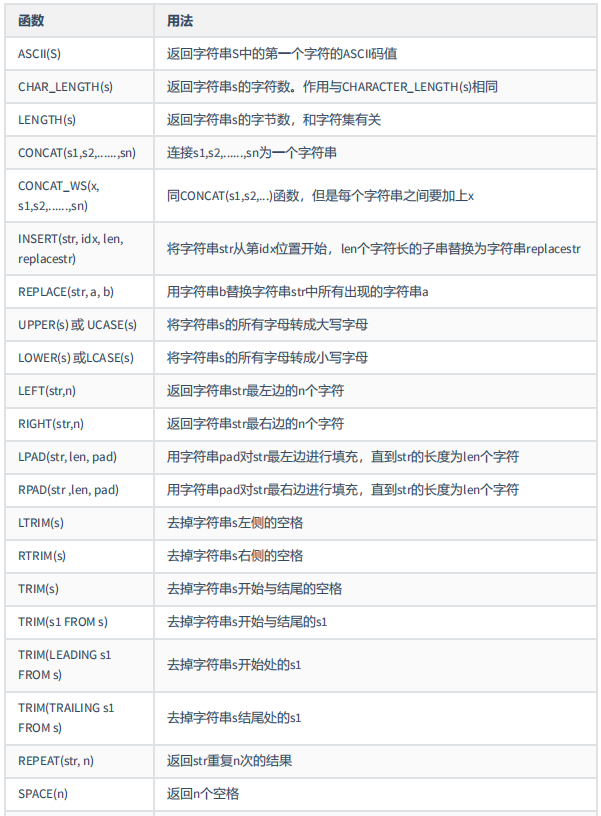 函数 用法
ASCII(S) 返回字符串S中的第一个字符的ASCII码值
CHAR_LENGTH(s) 返回字符串s的字符数。作用与CHARACTER_LENGTH(s)相同
LENGTH(s) 返回字符串s的字节数，和字符集有关
CONCAT(s1,s2,......,sn) 连接s1,s2,......,sn为一个字符串
CONCAT_WS(x,
s1,s2,......,sn) 同CONCAT(s1,s2,...)函数，但是每个字符串之间要加上x
INSERT(str, idx, len,
replacestr) 将字符串str从第idx位置开始，len个字符长的子串替换为字符串replacestr
REPLACE(str, a, b) 用字符串b替换字符串str中所有出现的字符串a
UPPER(s) 或 UCASE(s) 将字符串s的所有字母转成大写字母
LOWER(s) 或LCASE(s) 将字符串s的所有字母转成小写字母
LEFT(str,n) 返回字符串str最左边的n个字符
RIGHT(str,n) 返回字符串str最右边的n个字符
LPAD(str, len, pad) 用字符串pad对str最左边进行填充，直到str的长度为len个字符
RPAD(str ,len, pad) 用字符串pad对str最右边进行填充，直到str的长度为len个字符
LTRIM(s) 去掉字符串s左侧的空格
RTRIM(s) 去掉字符串s右侧的空格
TRIM(s) 去掉字符串s开始与结尾的空格
TRIM(s1 FROM s) 去掉字符串s开始与结尾的s1
TRIM(LEADING s1
FROM s) 去掉字符串s开始处的s1
TRIM(TRAILING s1
FROM s) 去掉字符串s结尾处的s1
REPEAT(str, n) 返回str重复n次的结果
SPACE(n) 返回n个空格